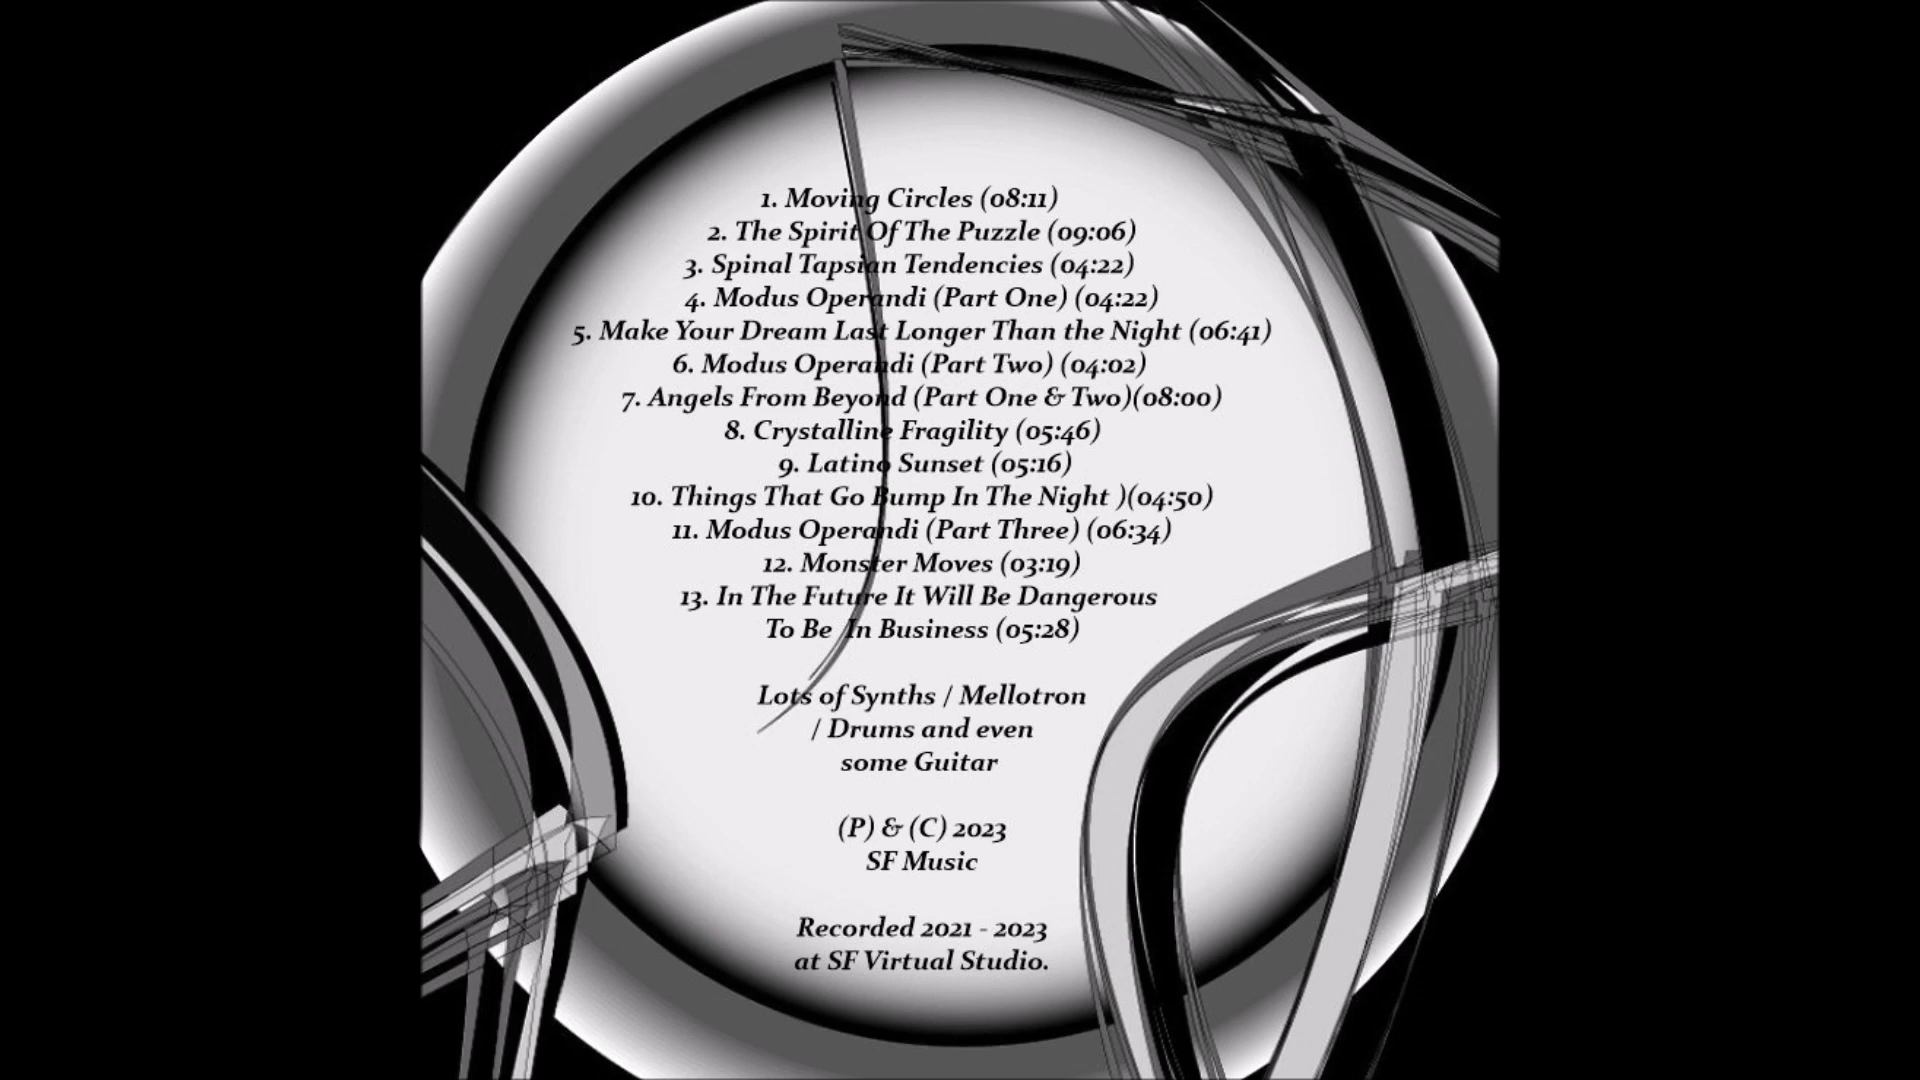 1. Moving Circles (08:11)
2. The Spirit Of The Puzzle (09:06)
3. Spinal Tapsian Tendencies (04:22)
4. Modus Operandi (Part One) (04:22)
5. Make Your Dream Last Longer Than the Night (06:41)
6. Modus Operandi (Part Two) (04:02)
7. Angels From Beyond (Part One & Two)(08:00)
8. Crystalline Fragility (05:46)
9. Latino Sunset (05:16)
10. Things That Go Bump In The Night )(04:50)
11. Modus Operandi (Part Three) (06:34)
12. Monster Moves (03:19)
13. In The Future It Will Be Dangerous
To Be In Business (05:28)
Lots of Synths / Mellotron
/ Drums and even
some Guitar
(P) & (C) 2023
SF Music
Recorded 2021 - 2023
at SF Virtual Studio.